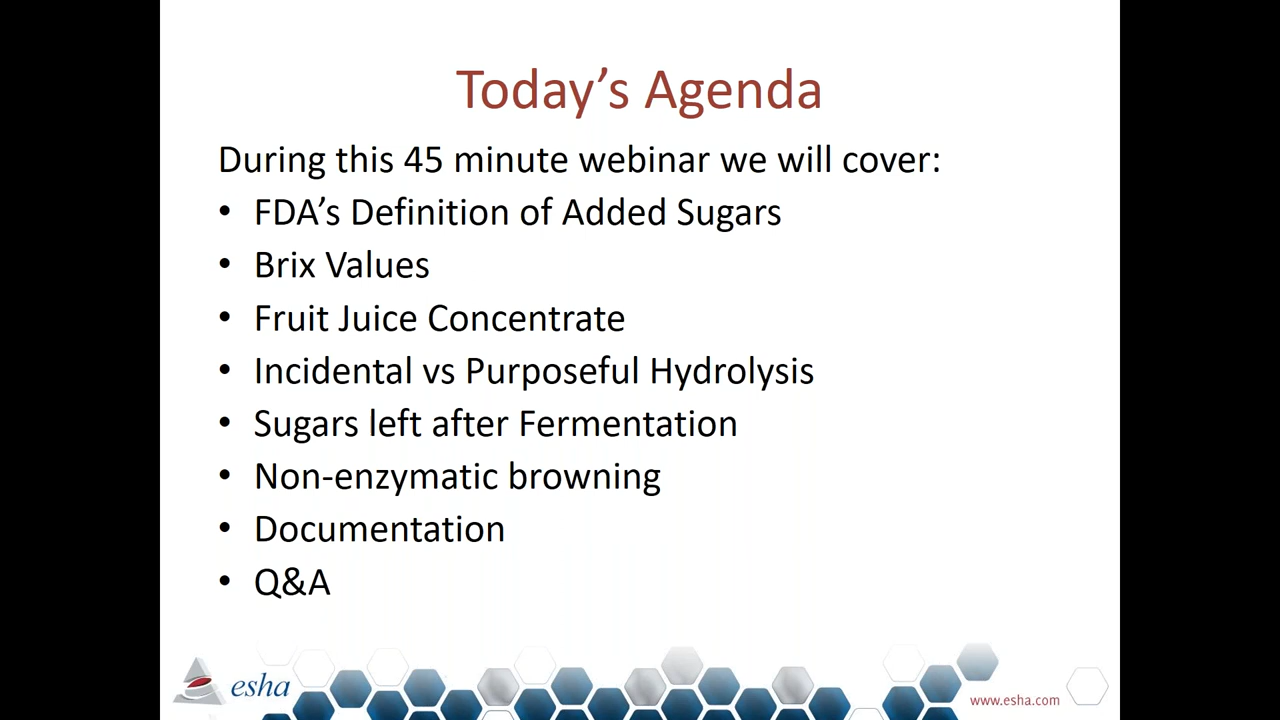 Today’s Agenda
During this 45 minute webinar we will cover:
• FDA’s Definition of Added Sugars
• Brix Values
• Fruit Juice Concentrate
• Incidental vs Purposeful Hydrolysis
• Sugars left after Fermentation
• Non-enzymatic browning
• Documentation
• Q&A
esha
www.esha.com